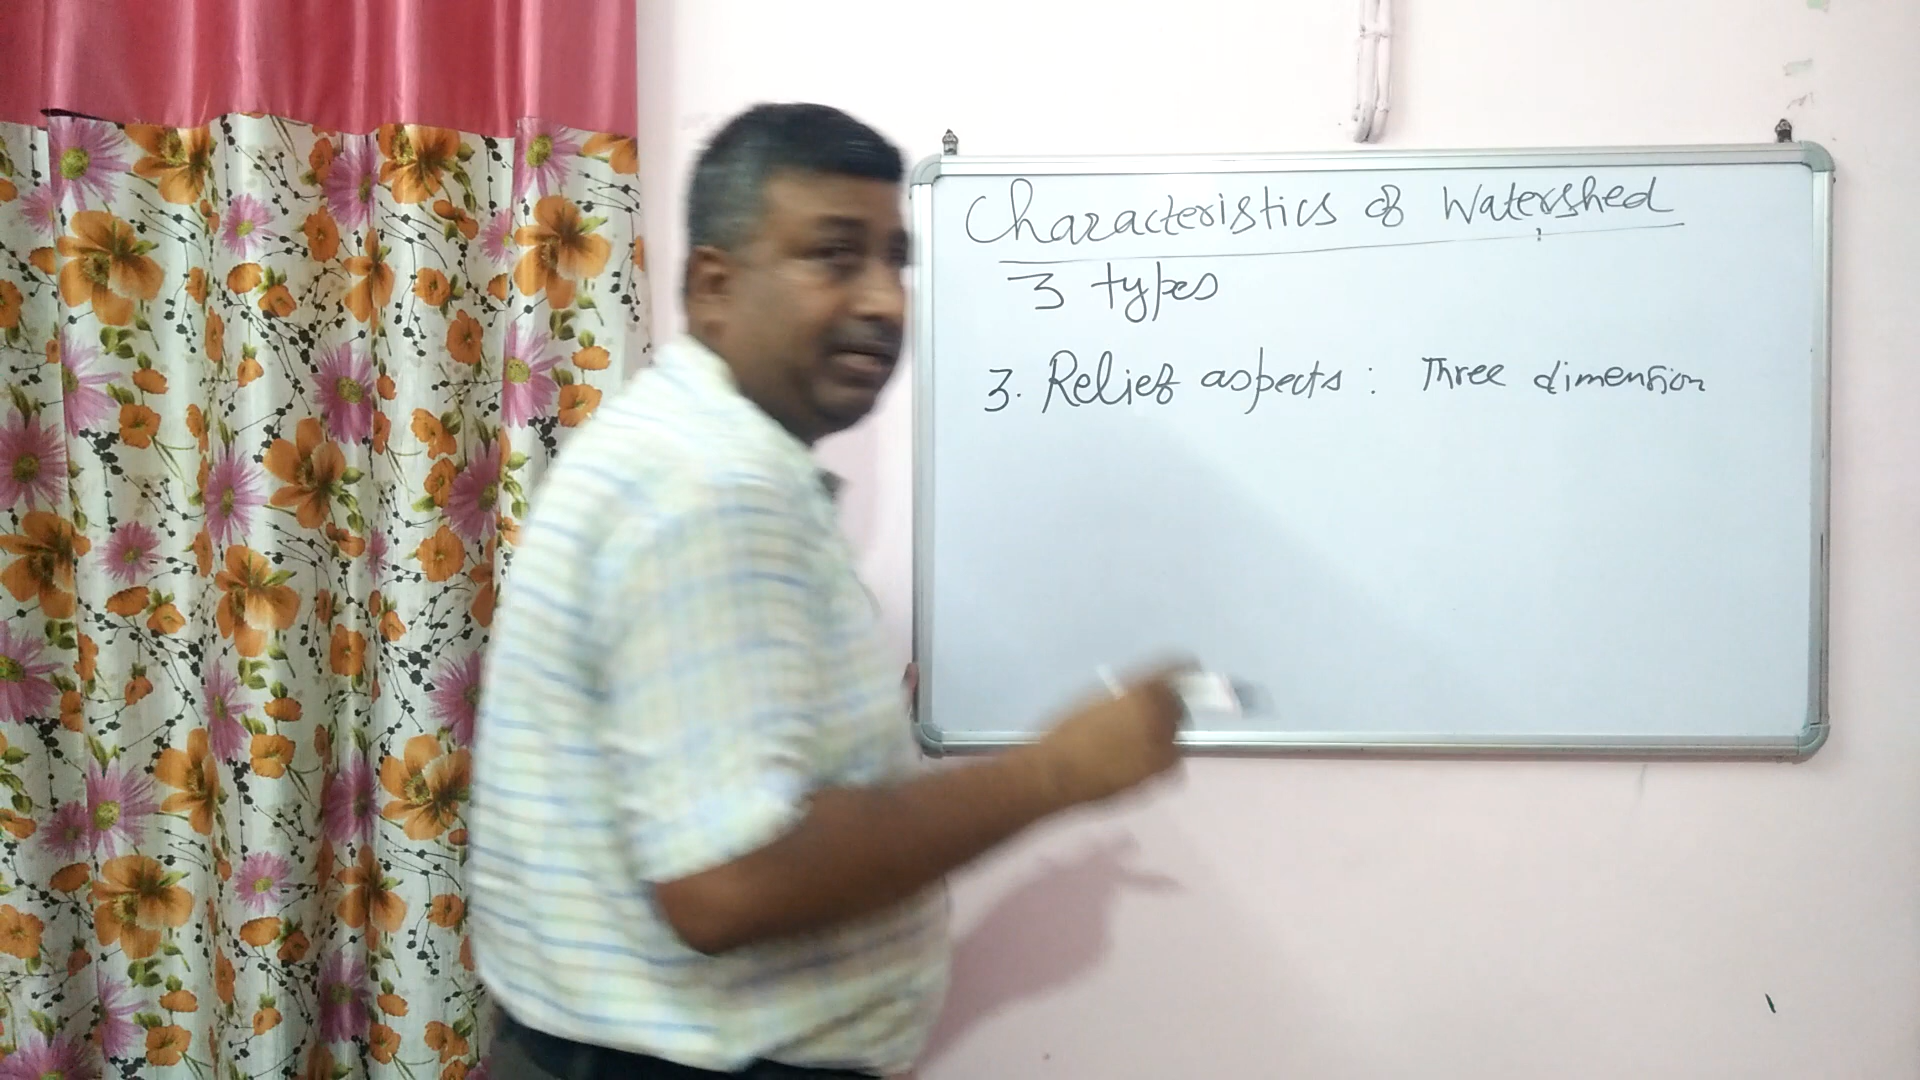 Characteristics of Watershed
3 types
3. Relief aspects : Three dimension